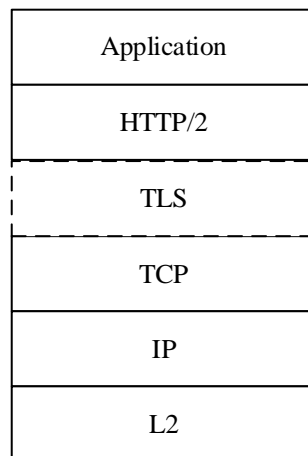 Application
HTTP/2
TLS
TCP
IP
L2